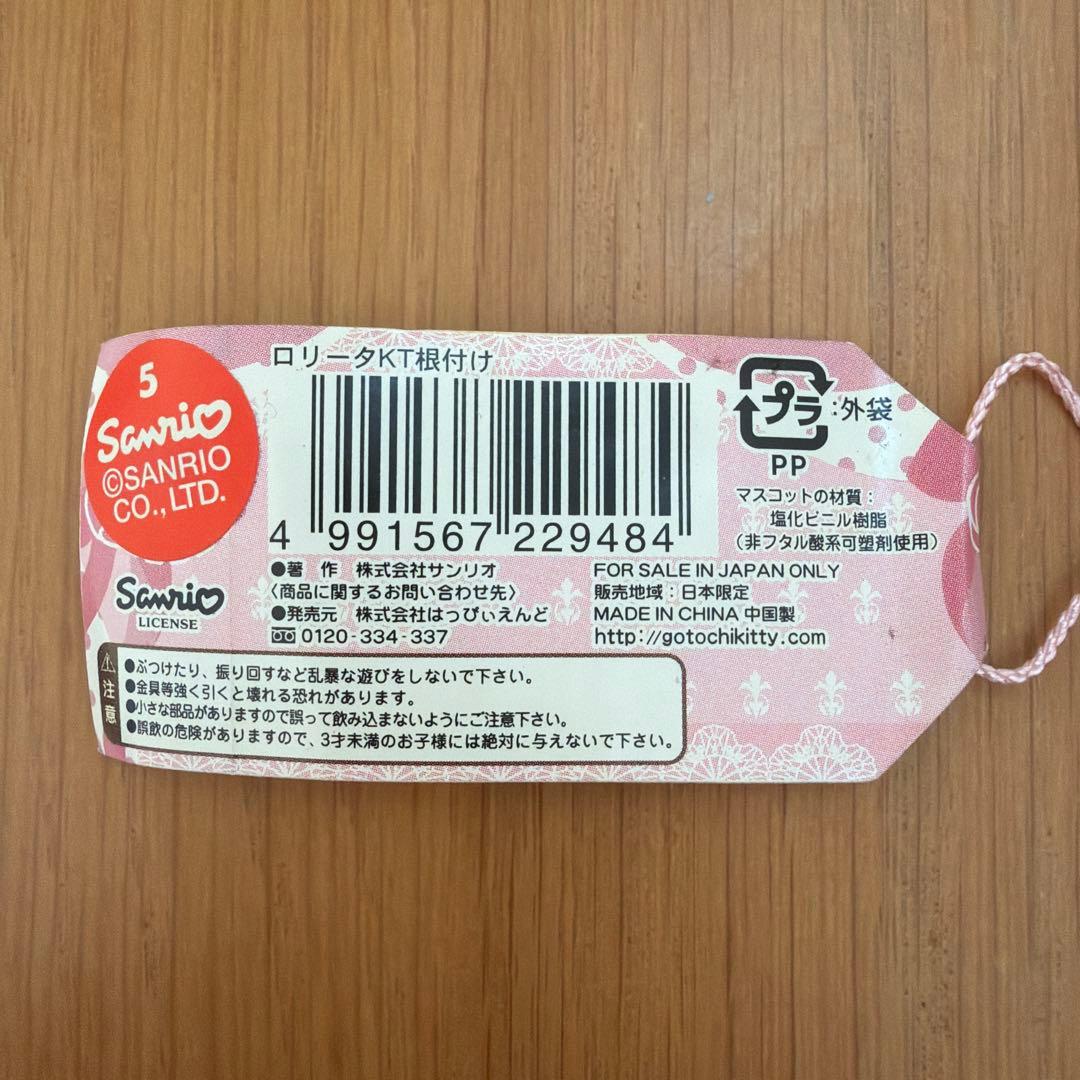 5
Sanrio
©SANRIO
CO., LTD.
Sanrio
LICENSE
ロリータKT根付け
4 991567 229484
プラ:外袋
PP
マスコットの材質:
塩化ビニル樹脂
(非フタル酸系可塑剤使用)
●著 作 株式会社サンリオ
〈商品に関するお問い合わせ先〉
●発売元/株式会社はっぴぃえんど
0120-334-337
FOR SALE IN JAPAN ONLY
販売地域:日本限定
MADE IN CHINA 中国製
http://gotochikitty.com
注意
●ぶつけたり、振り回すなど乱暴な遊びをしないで下さい。
●金具等強く引くと壊れる恐れがあります。
●小さな部品がありますので誤って飲み込まないようにご注意下さい。
●誤飲の危険がありますので、3才未満のお子様には絶対に与えないで下さい。